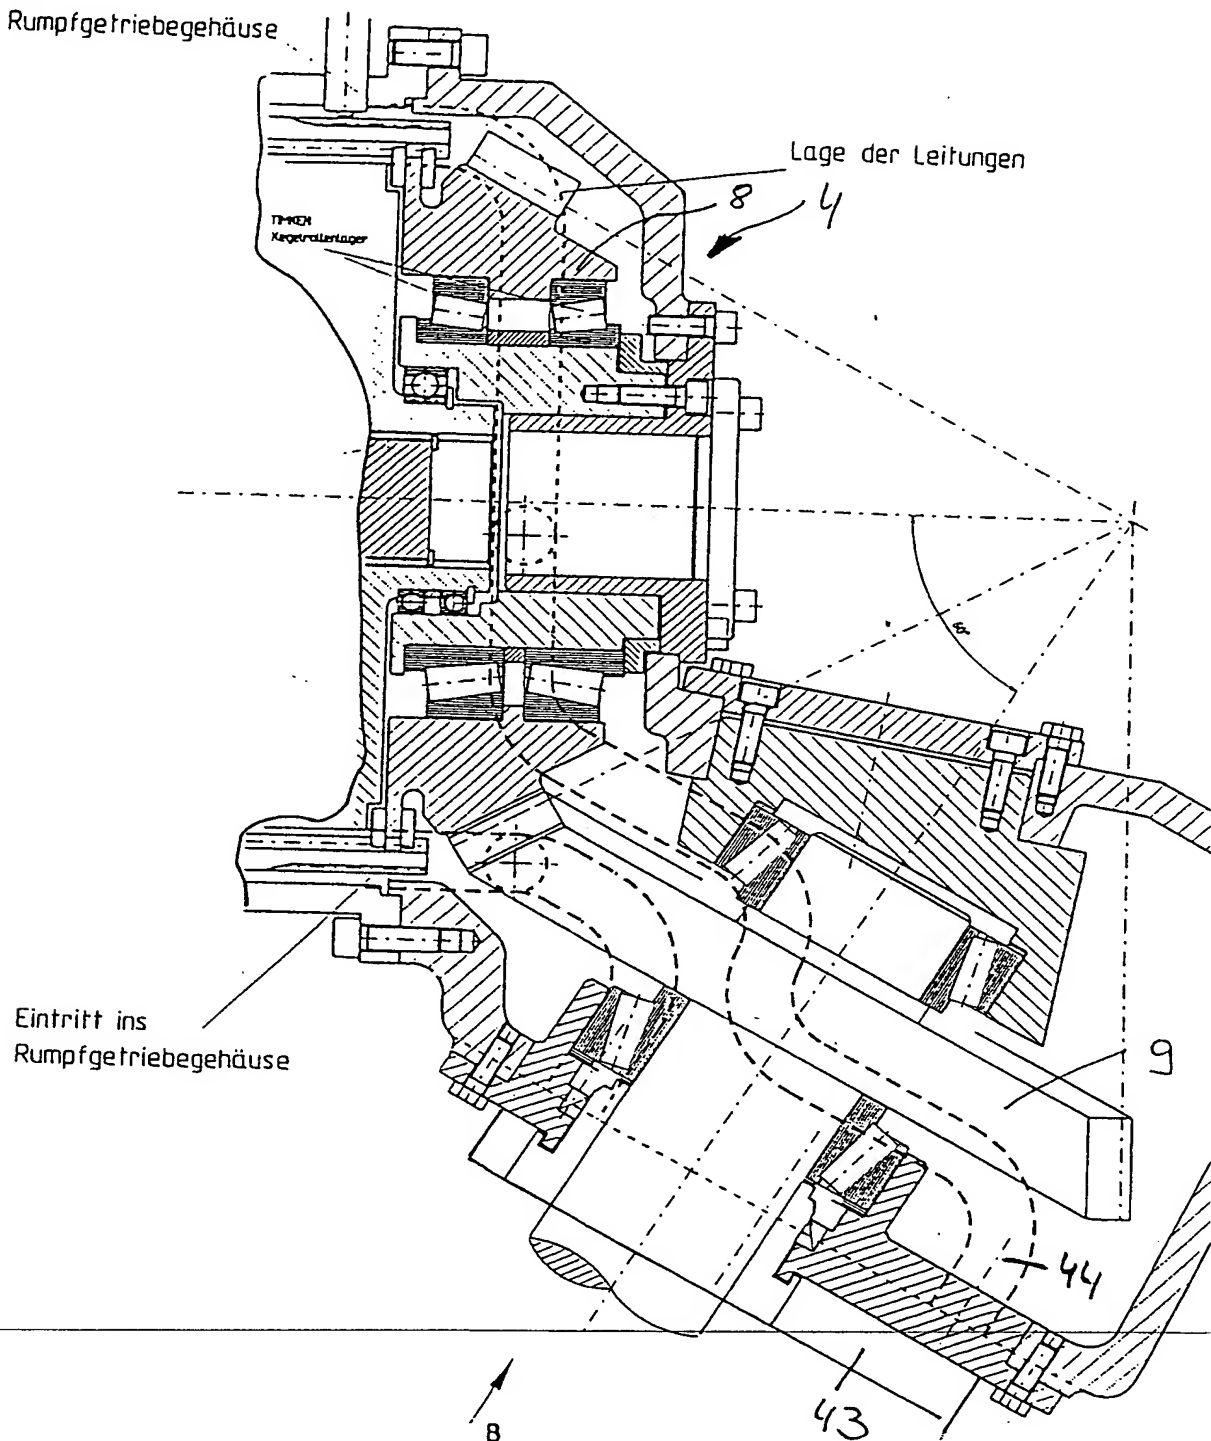 Rumpfgetriebegehäuse
Lage der Leitungen
8
4
TIMKEN
Kegelrollenlager
Eintritt ins
Rumpfgetriebegehäuse
9
44
43
B